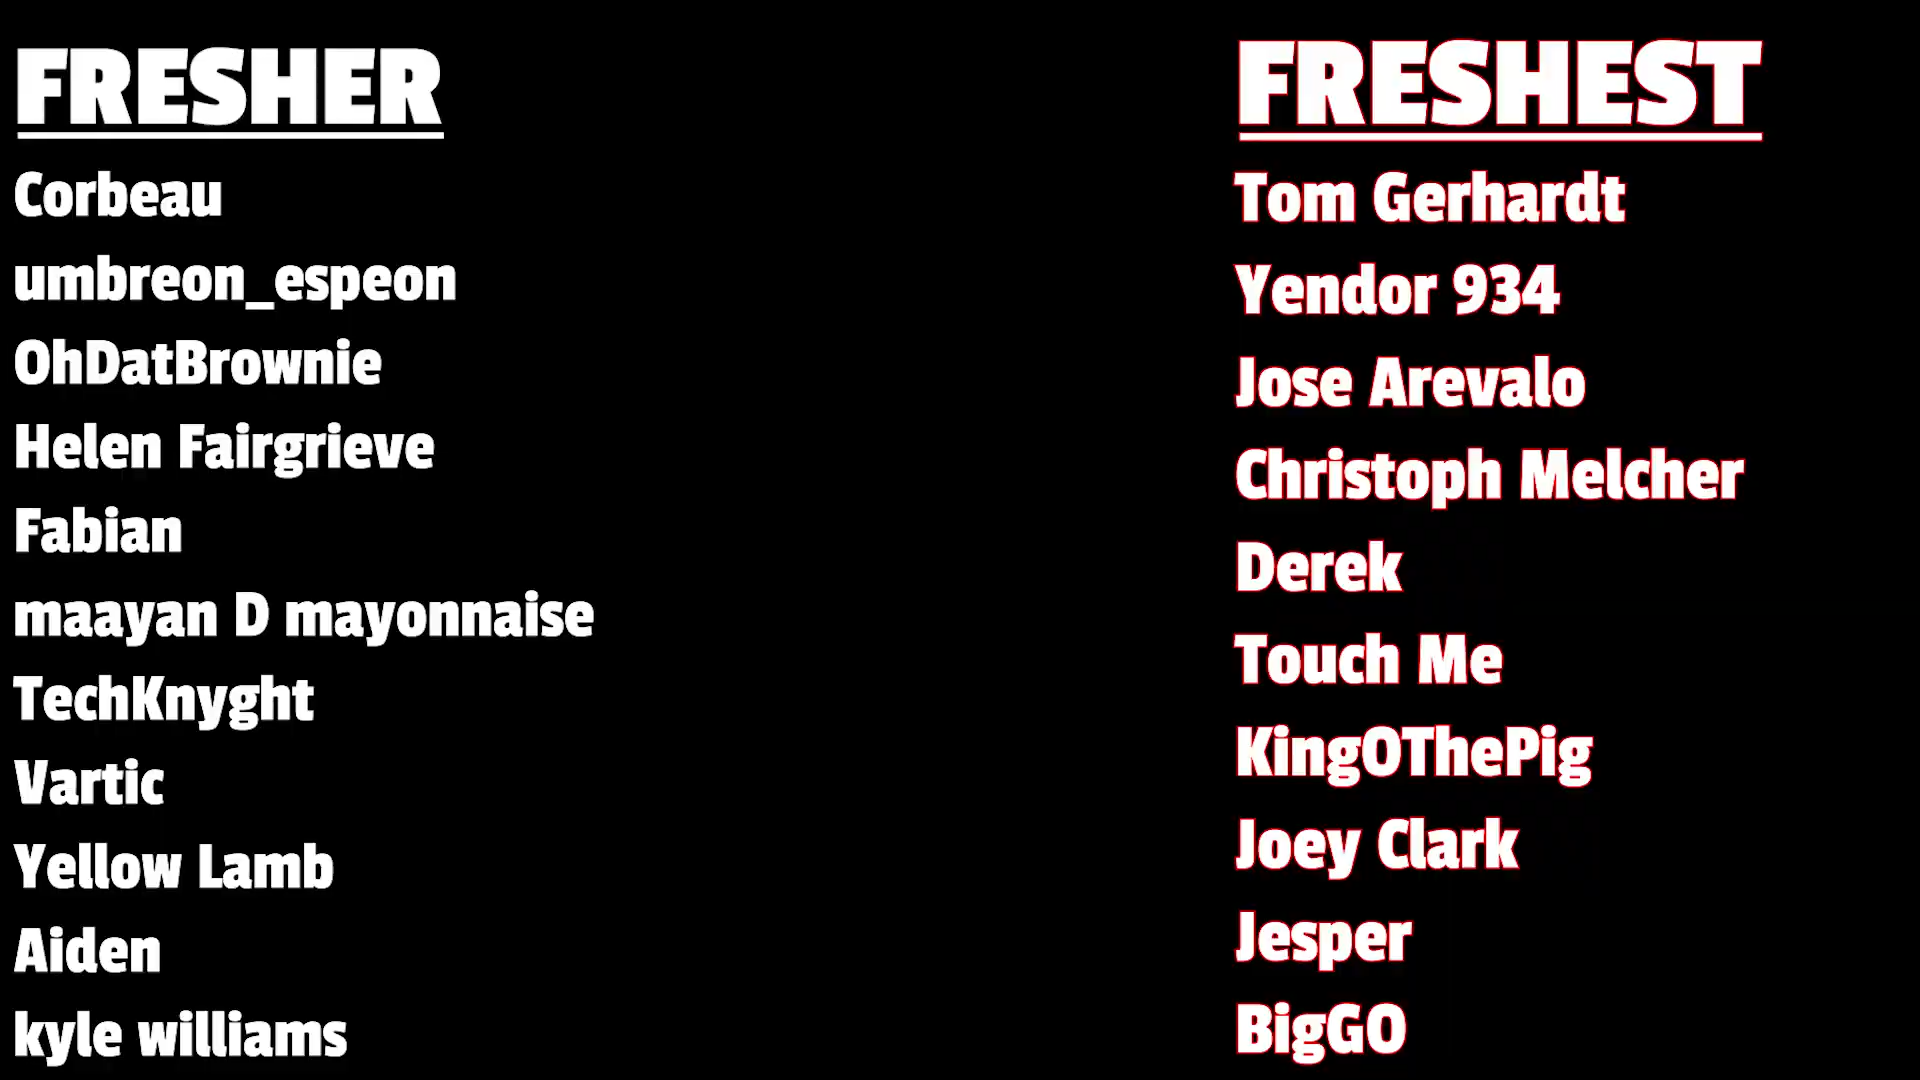 FRESHER
Corbeau
umbreon_espeon
OhDatBrownie
Helen Fairgrieve
Fabian
maayan D mayonnaise
TechKnyght
Vartic
Yellow Lamb
Aiden
kyle williams
FRESHEST
Tom Gerhardt
Yendor 934
Jose Arevalo
Christoph Melcher
Derek
Touch Me
KingOThePig
Joey Clark
Jesper
BigGO